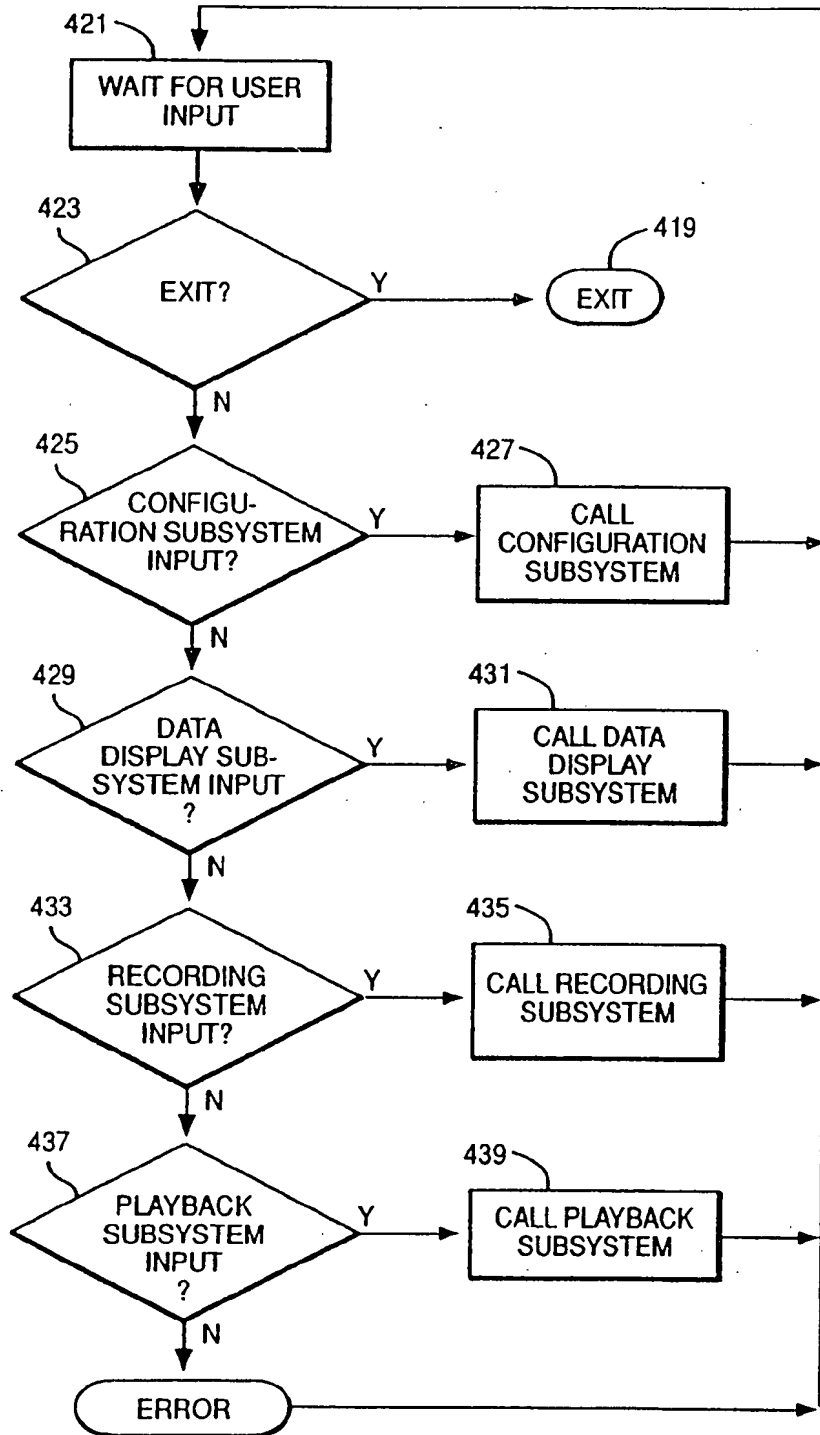 421
WAIT FOR USER
INPUT
423
EXIT?
Y
419
EXIT
N
425
CONFIGU-
RATION SUBSYSTEM
INPUT?
Y
427
CALL
CONFIGURATION
SUBSYSTEM
N
429
DATA
DISPLAY SUB-
SYSTEM INPUT
?
Y
431
CALL DATA
DISPLAY
SUBSYSTEM
N
433
RECORDING
SUBSYSTEM
INPUT?
Y
435
CALL RECORDING
SUBSYSTEM
N
437
PLAYBACK
SUBSYSTEM
INPUT
?
Y
439
CALL PLAYBACK
SUBSYSTEM
N
ERROR